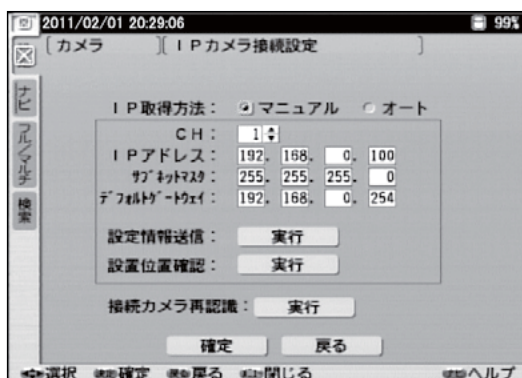 2011/02/01 20:29:06 99%
[カメラ ][IPカメラ接続設定 ]
ナビ
フル/マルチ
検索
IP取得方法： マニュアル オート
CH： 1
IPアドレス： 192. 168. 0. 100
ｻﾌﾞﾈｯﾄﾏｽｸ： 255. 255. 255. 0
ﾃﾞﾌｫﾙﾄｹﾞｰﾄｳｪｲ： 192. 168. 0. 254
設定情報送信： 実行
設置位置確認： 実行
接続カメラ再認識： 実行
確定 戻る
選択 確定 戻る 閉じる ヘルプ